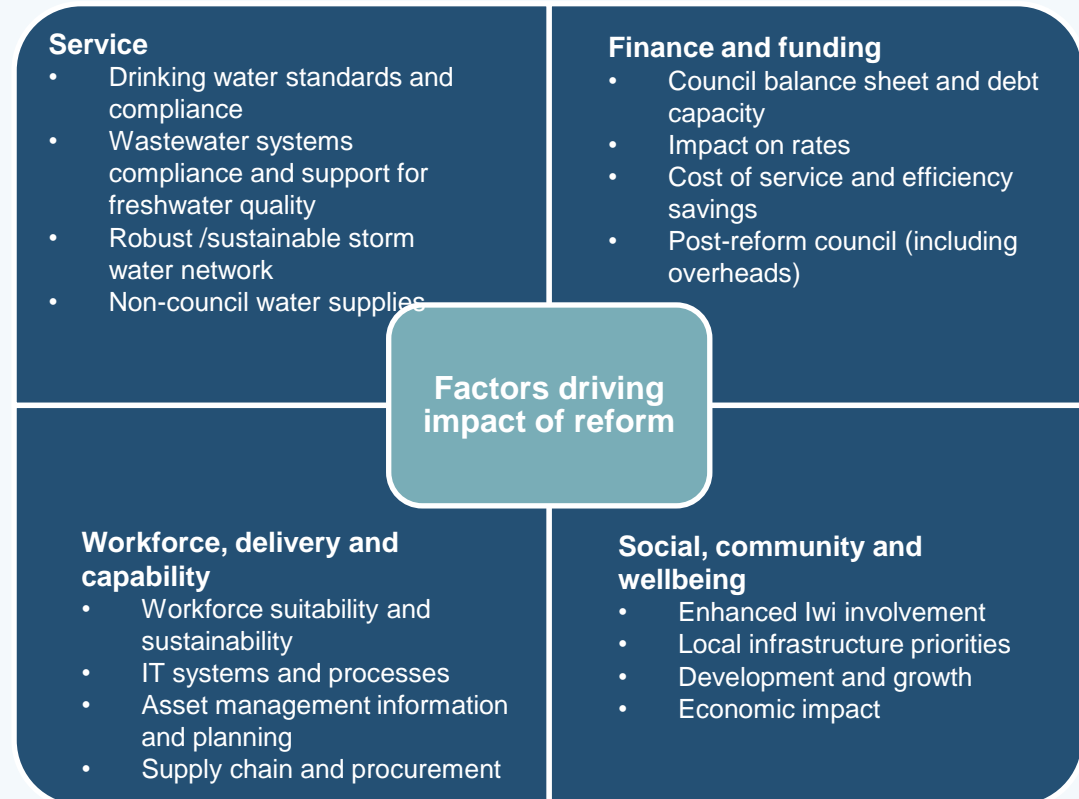 Service
• Drinking water standards and
compliance
• Wastewater systems
compliance and support for
freshwater quality
• Robust /sustainable storm
water network
• Non-council water supplies
Finance and funding
• Council balance sheet and debt
capacity
• Impact on rates
• Cost of service and efficiency
savings
• Post-reform council (including
overheads)
Factors driving
impact of reform
Workforce, delivery and
capability
• Workforce suitability and
sustainability
• IT systems and processes
• Asset management information
and planning
• Supply chain and procurement
Social, community and
wellbeing
• Enhanced Iwi involvement
• Local infrastructure priorities
• Development and growth
• Economic impact